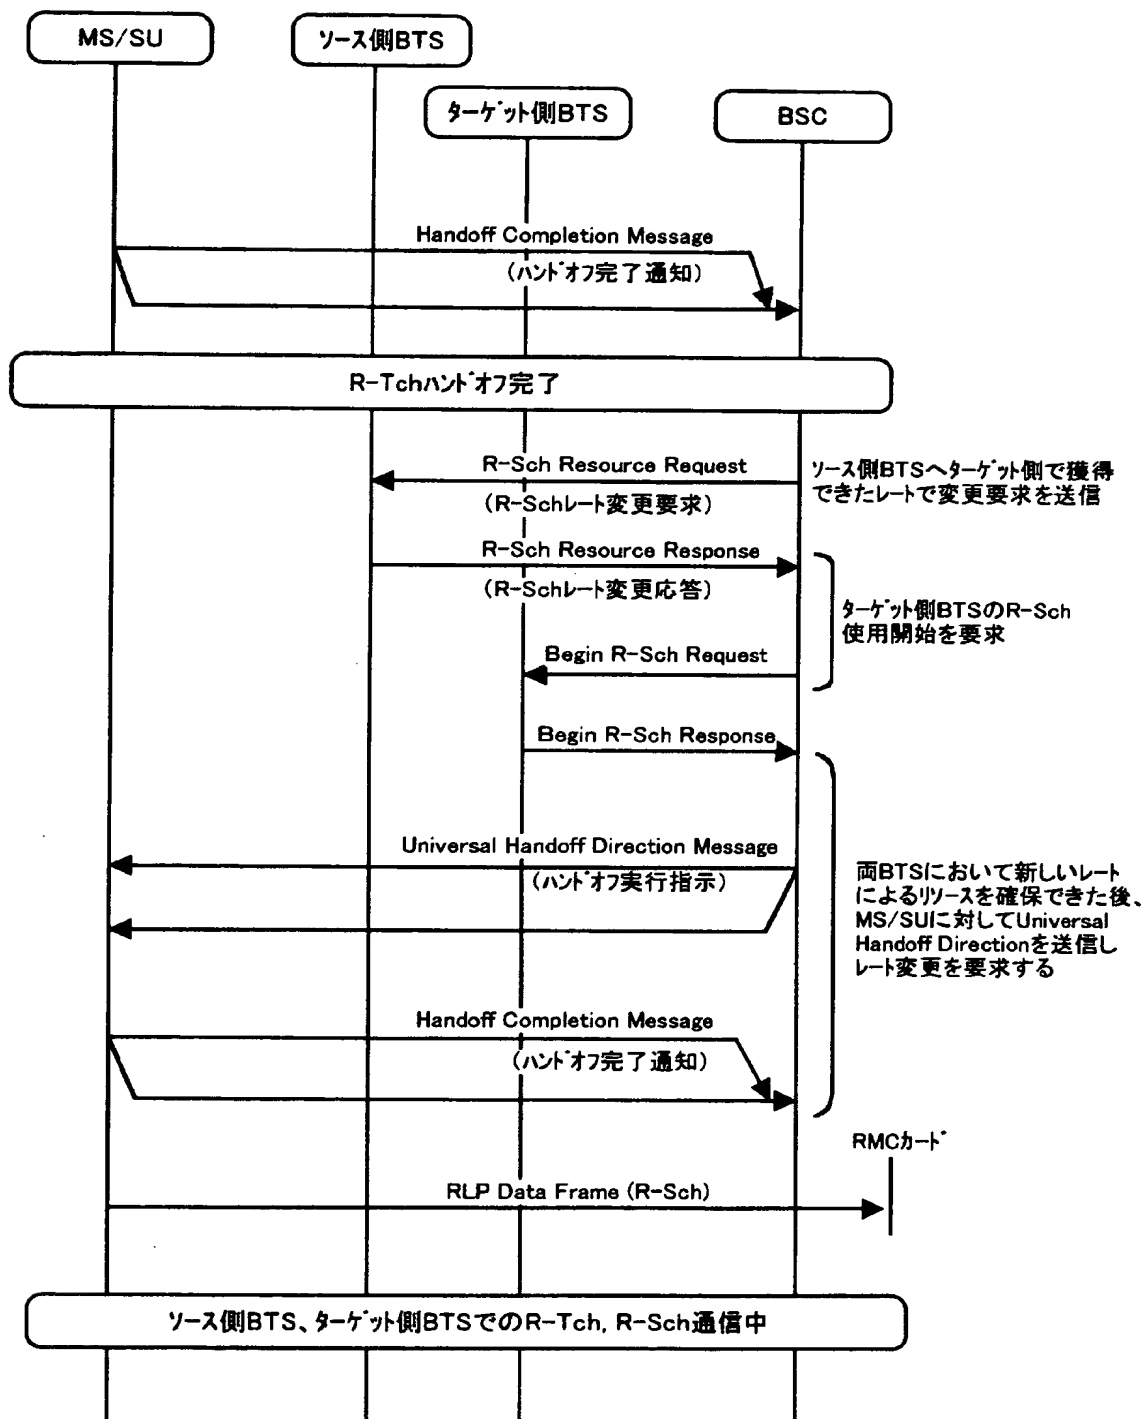 MS/SU
ソース側BTS
ターゲット側BTS
BSC
Handoff Completion Message
(ハンドオフ完了通知)
R-Tchハンドオフ完了
R-Sch Resource Request
(R-Schレート変更要求)
ソース側BTSへターゲット側で獲得
できたレートで変更要求を送信
R-Sch Resource Response
(R-Schレート変更応答)
ターゲット側BTSのR-Sch
使用開始を要求
Begin R-Sch Request
Begin R-Sch Response
Universal Handoff Direction Message
(ハンドオフ実行指示)
両BTSにおいて新しいレート
によるリソースを確保できた後、
MS/SUに対してUniversal
Handoff Directionを送信し
レート変更を要求する
Handoff Completion Message
(ハンドオフ完了通知)
RMCカード
RLP Data Frame (R-Sch)
ソース側BTS、ターゲット側BTSでのR-Tch, R-Sch通信中